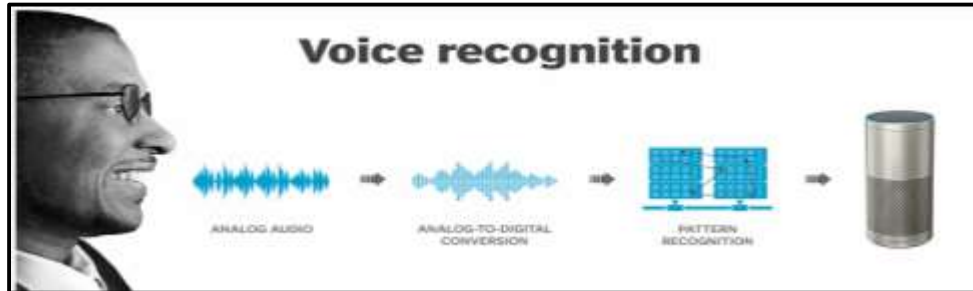 Voice recognition
ANALOG AUDIO
ANALOG-TO-DIGITAL
CONVERSION
PATTERN
RECOGNITION